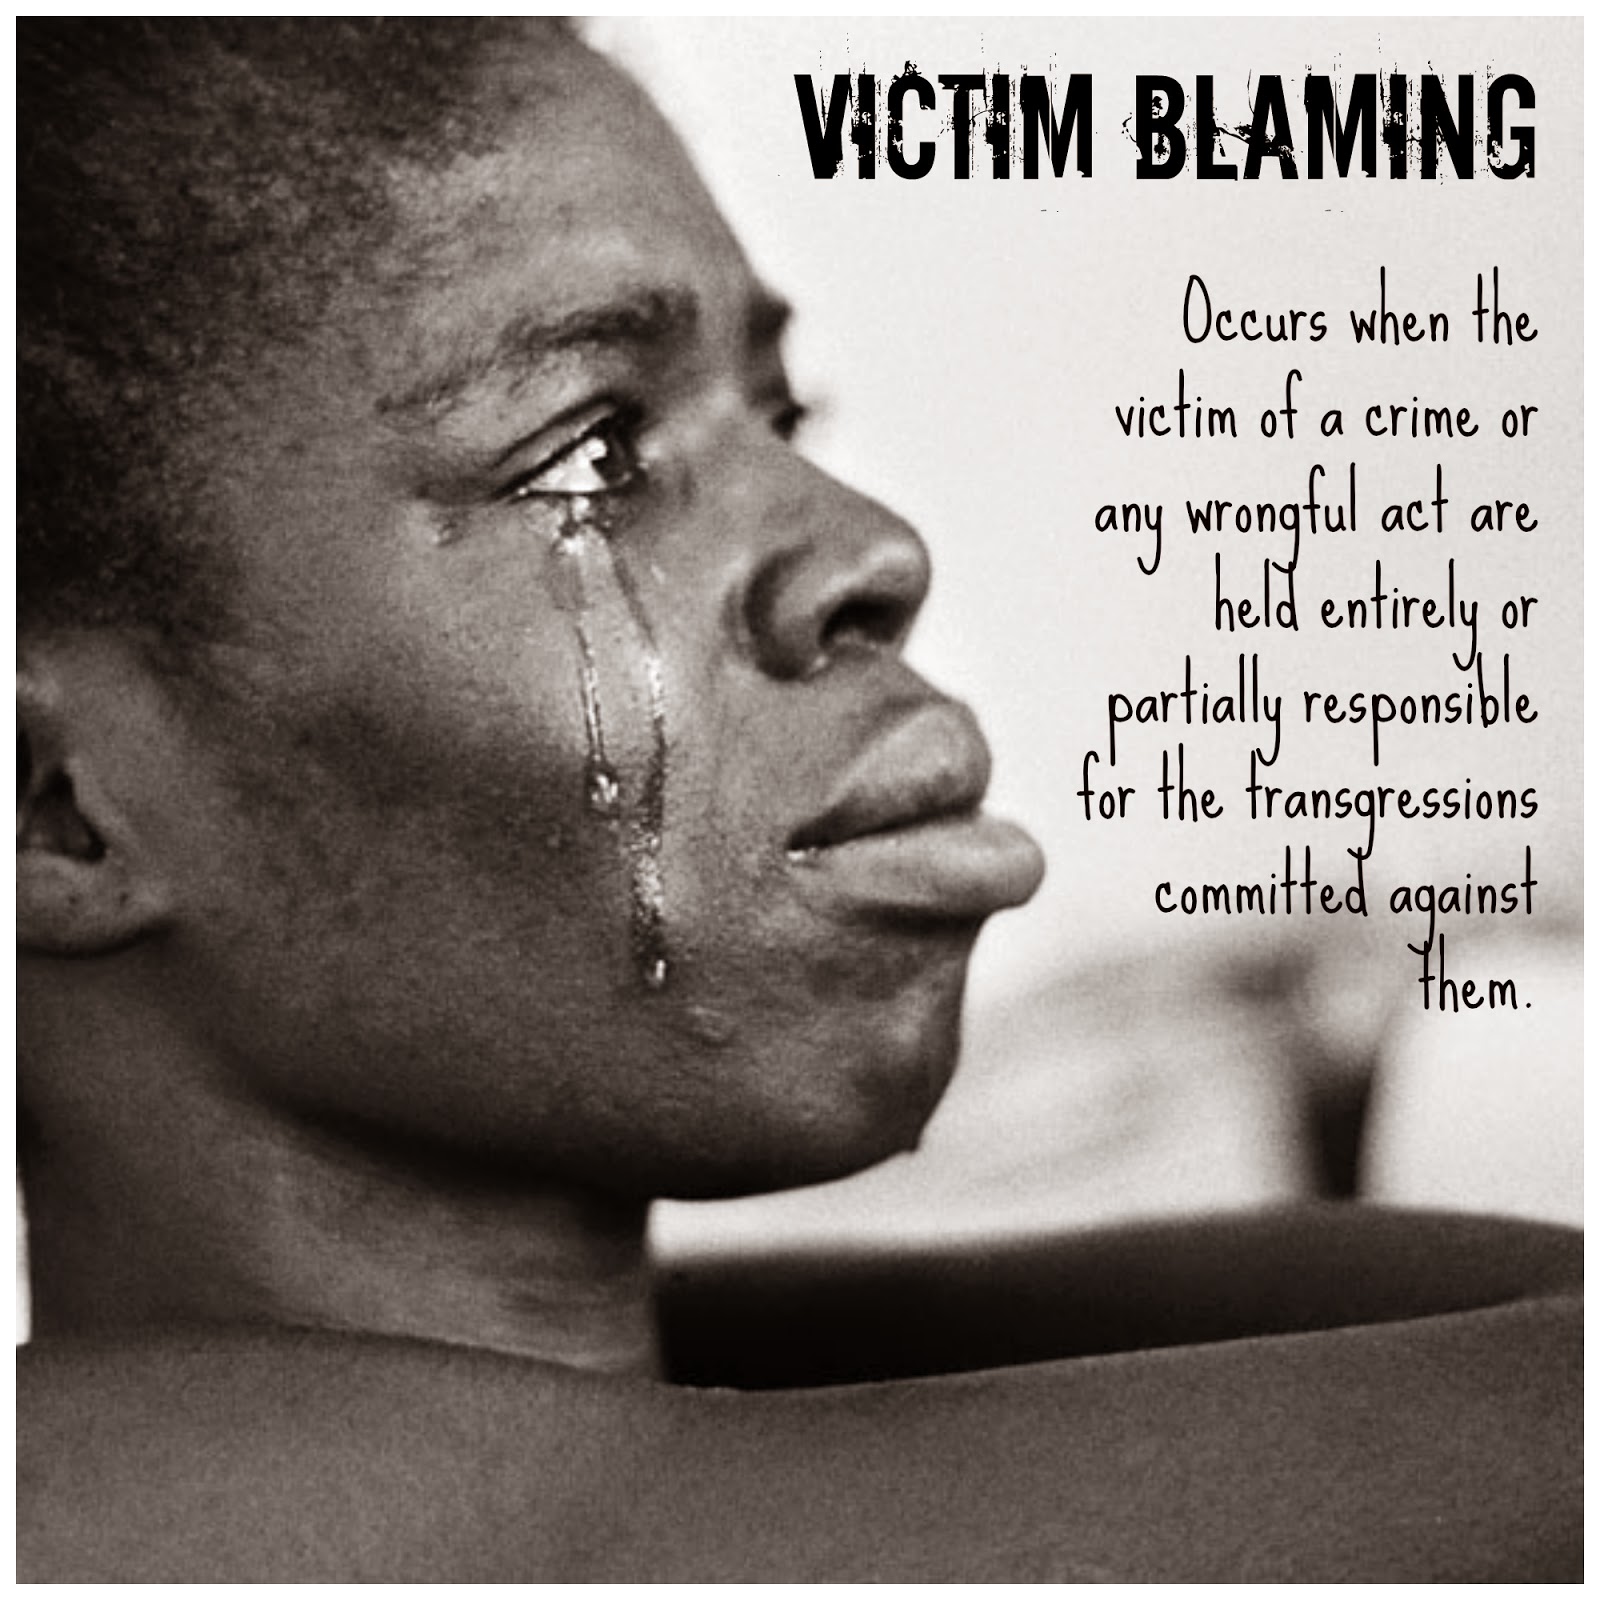 VICTIM BLAMING
Occurs when the
victim of a crime or
any wrongful act are
held entirely or
partially responsible
for the transgressions
committed against
them.